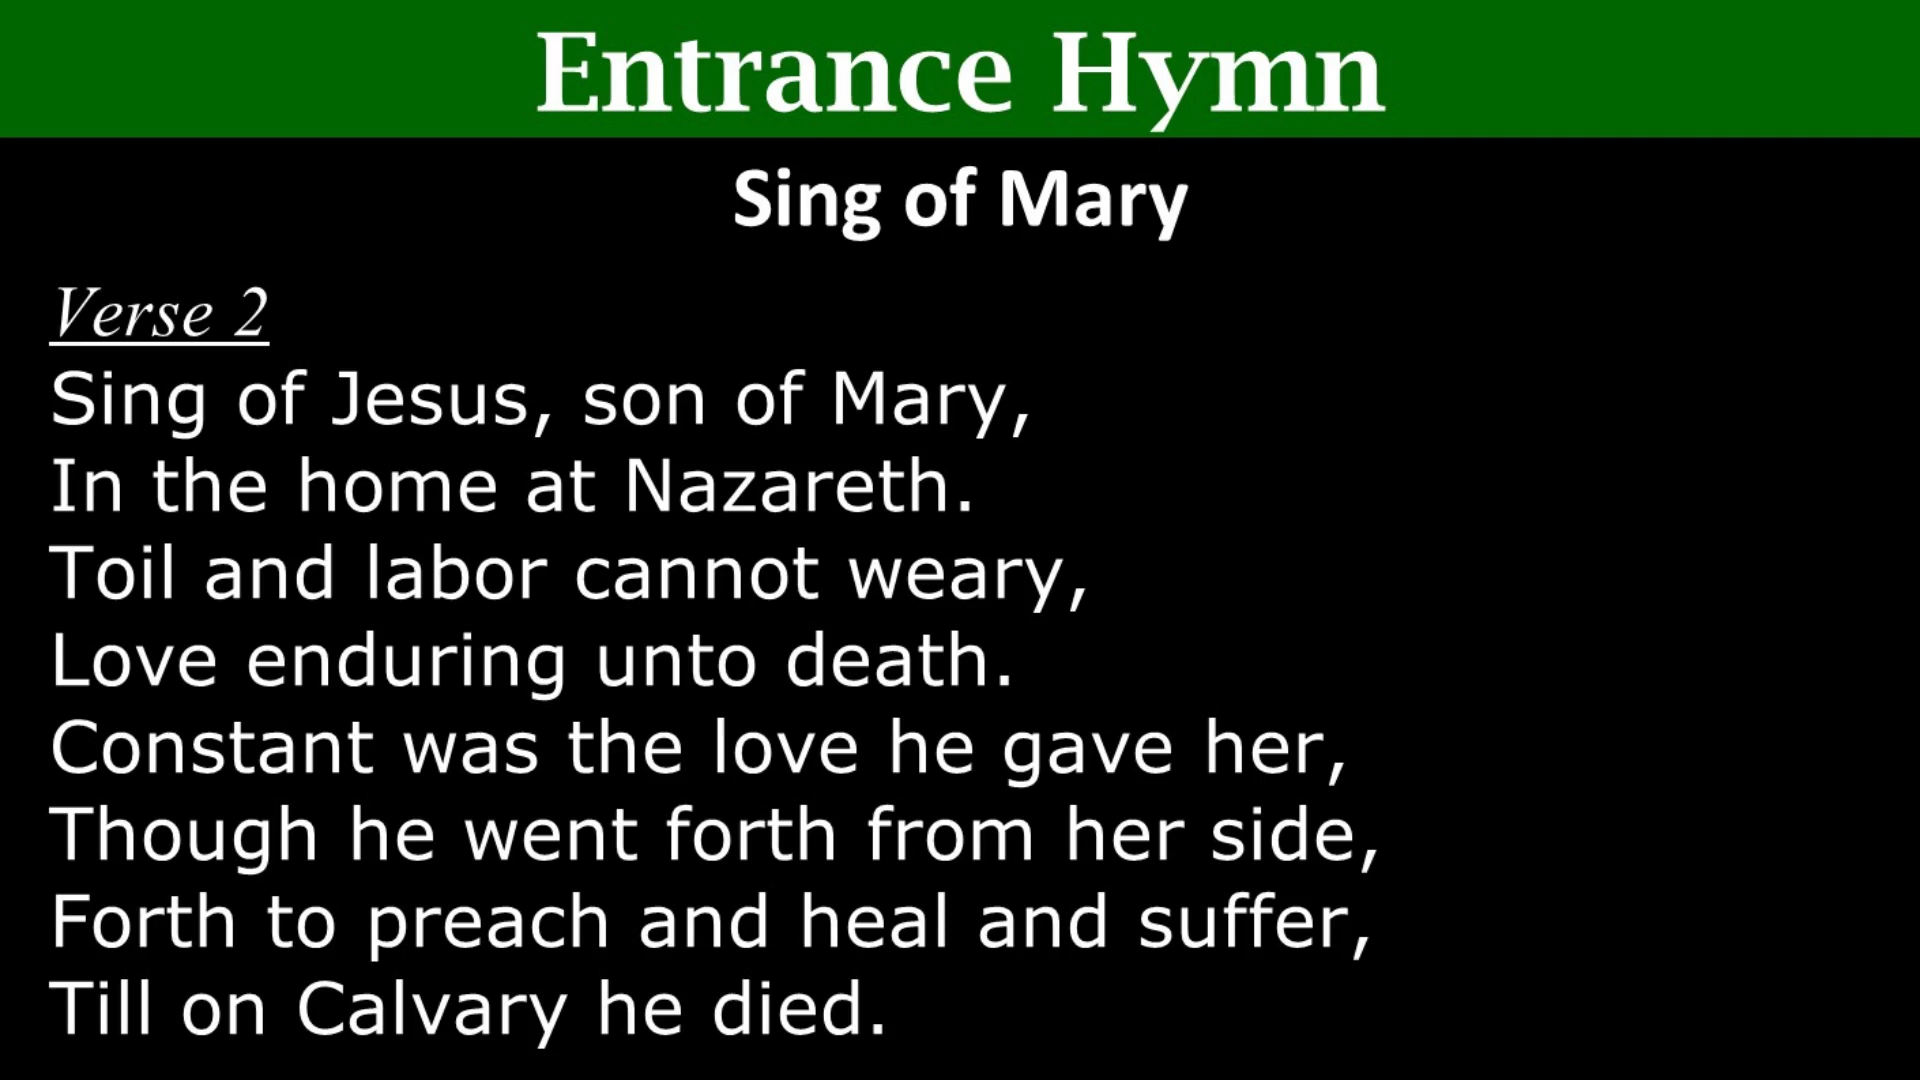 Entrance Hymn
Sing of Mary
Verse 2
Sing of Jesus, son of Mary,
In the home at Nazareth.
Toil and labor cannot weary,
Love enduring unto death.
Constant was the love he gave her,
Though he went forth from her side,
Forth to preach and heal and suffer,
Till on Calvary he died.